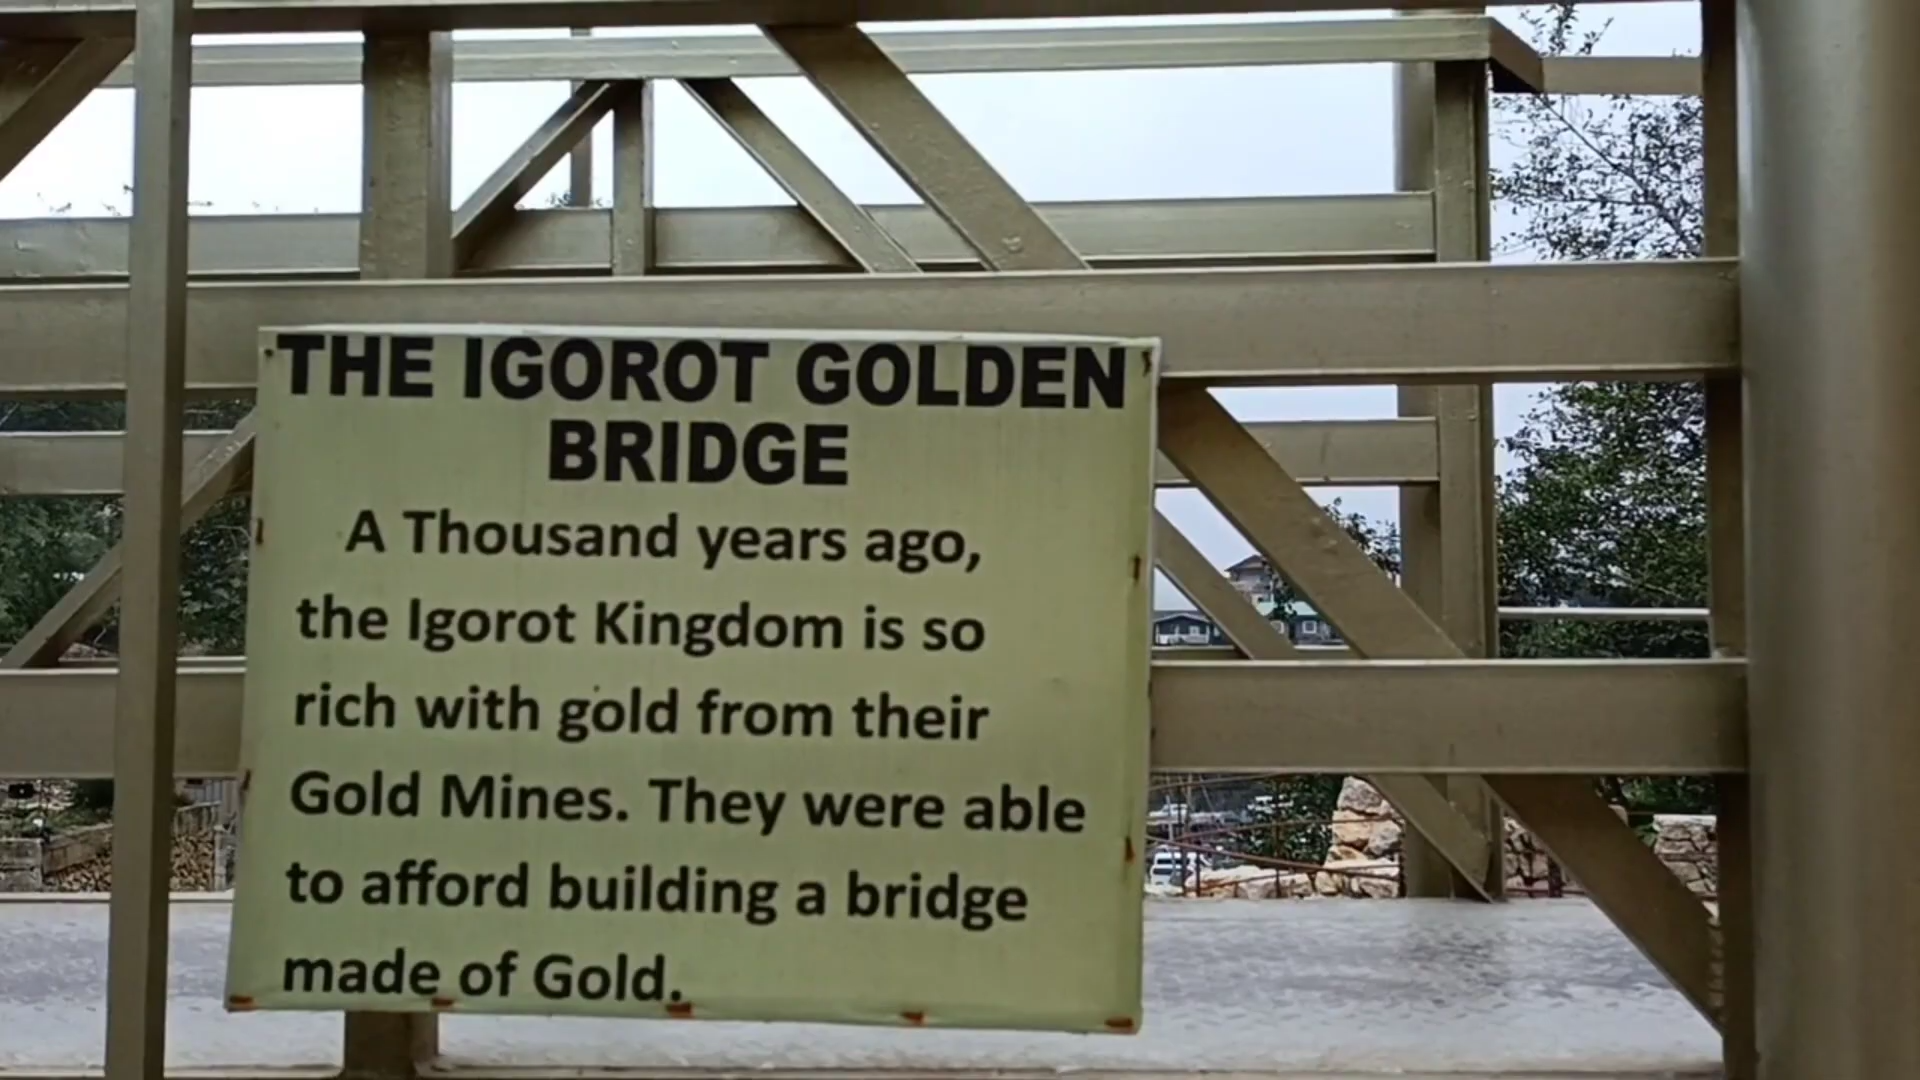 THE IGOROT GOLDEN
BRIDGE
A Thousand years ago,
the Igorot Kingdom is so
rich with gold from their
Gold Mines. They were able
to afford building a bridge
made of Gold.